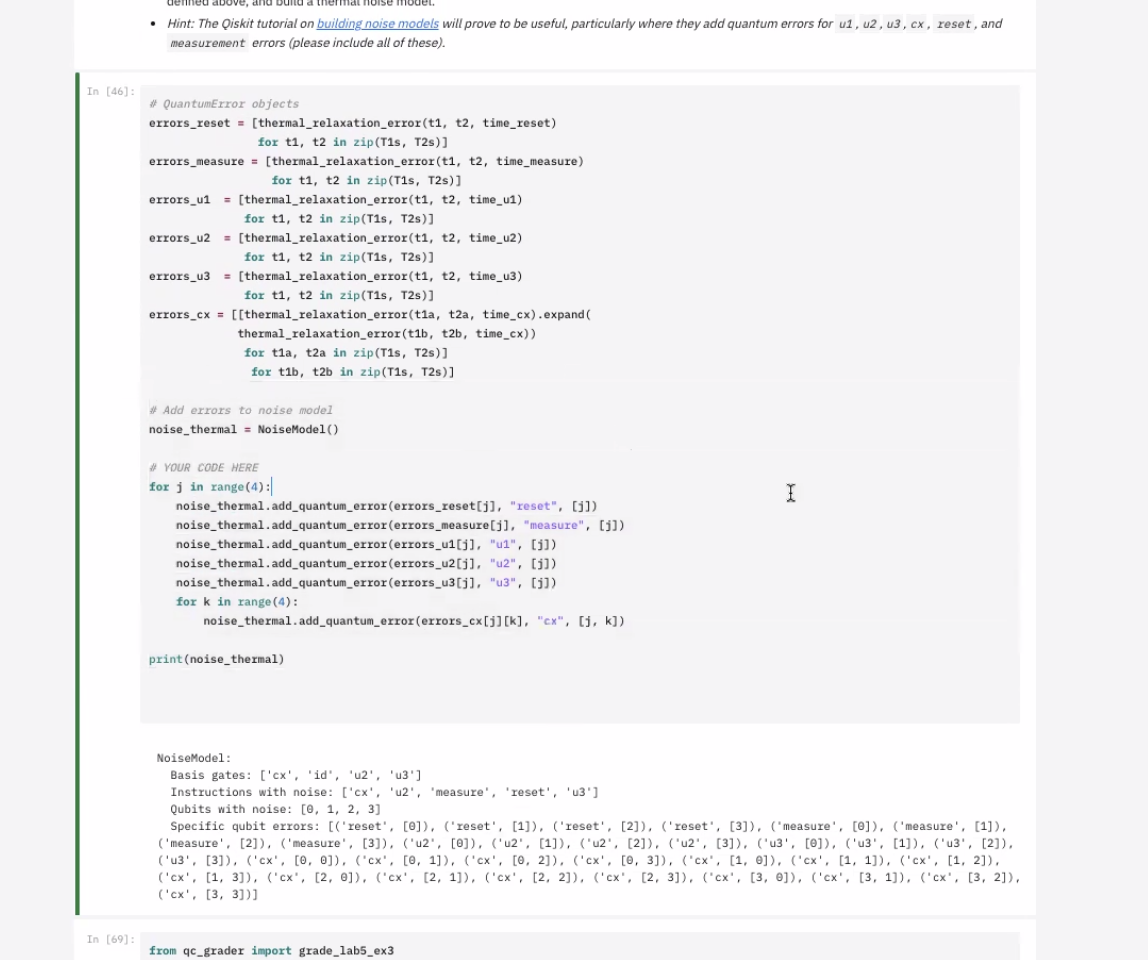 defined above, and build a thermal noise model.
• Hint: The Qiskit tutorial on building noise models will prove to be useful, particularly where they add quantum errors for u1, u2, u3, cx, reset, and
measurement errors (please include all of these).
In [46]:
# QuantumError objects
errors_reset = [thermal_relaxation_error(t1, t2, time_reset)
for t1, t2 in zip(T1s, T2s)]
errors_measure = [thermal_relaxation_error(t1, t2, time_measure)
for t1, t2 in zip(T1s, T2s)]
errors_u1  = [thermal_relaxation_error(t1, t2, time_u1)
for t1, t2 in zip(T1s, T2s)]
errors_u2  = [thermal_relaxation_error(t1, t2, time_u2)
for t1, t2 in zip(T1s, T2s)]
errors_u3  = [thermal_relaxation_error(t1, t2, time_u3)
for t1, t2 in zip(T1s, T2s)]
errors_cx = [[thermal_relaxation_error(t1a, t2a, time_cx).expand(
thermal_relaxation_error(t1b, t2b, time_cx))
for t1a, t2a in zip(T1s, T2s)]
for t1b, t2b in zip(T1s, T2s)]
# Add errors to noise model
noise_thermal = NoiseModel()
# YOUR CODE HERE
for j in range(4):
noise_thermal.add_quantum_error(errors_reset[j], "reset", [j])
noise_thermal.add_quantum_error(errors_measure[j], "measure", [j])
noise_thermal.add_quantum_error(errors_u1[j], "u1", [j])
noise_thermal.add_quantum_error(errors_u2[j], "u2", [j])
noise_thermal.add_quantum_error(errors_u3[j], "u3", [j])
for k in range(4):
noise_thermal.add_quantum_error(errors_cx[j][k], "cx", [j, k])
print(noise_thermal)
NoiseModel:
Basis gates: ['cx', 'id', 'u2', 'u3']
Instructions with noise: ['cx', 'u2', 'measure', 'reset', 'u3']
Qubits with noise: [0, 1, 2, 3]
Specific qubit errors: [('reset', [0]), ('reset', [1]), ('reset', [2]), ('reset', [3]), ('measure', [0]), ('measure', [1]),
('measure', [2]), ('measure', [3]), ('u2', [0]), ('u2', [1]), ('u2', [2]), ('u2', [3]), ('u3', [0]), ('u3', [1]), ('u3', [2]),
('u3', [3]), ('cx', [0, 0]), ('cx', [0, 1]), ('cx', [0, 2]), ('cx', [0, 3]), ('cx', [1, 0]), ('cx', [1, 1]), ('cx', [1, 2]),
('cx', [1, 3]), ('cx', [2, 0]), ('cx', [2, 1]), ('cx', [2, 2]), ('cx', [2, 3]), ('cx', [3, 0]), ('cx', [3, 1]), ('cx', [3, 2]),
('cx', [3, 3])]
In [69]:
from qc_grader import grade_lab5_ex3